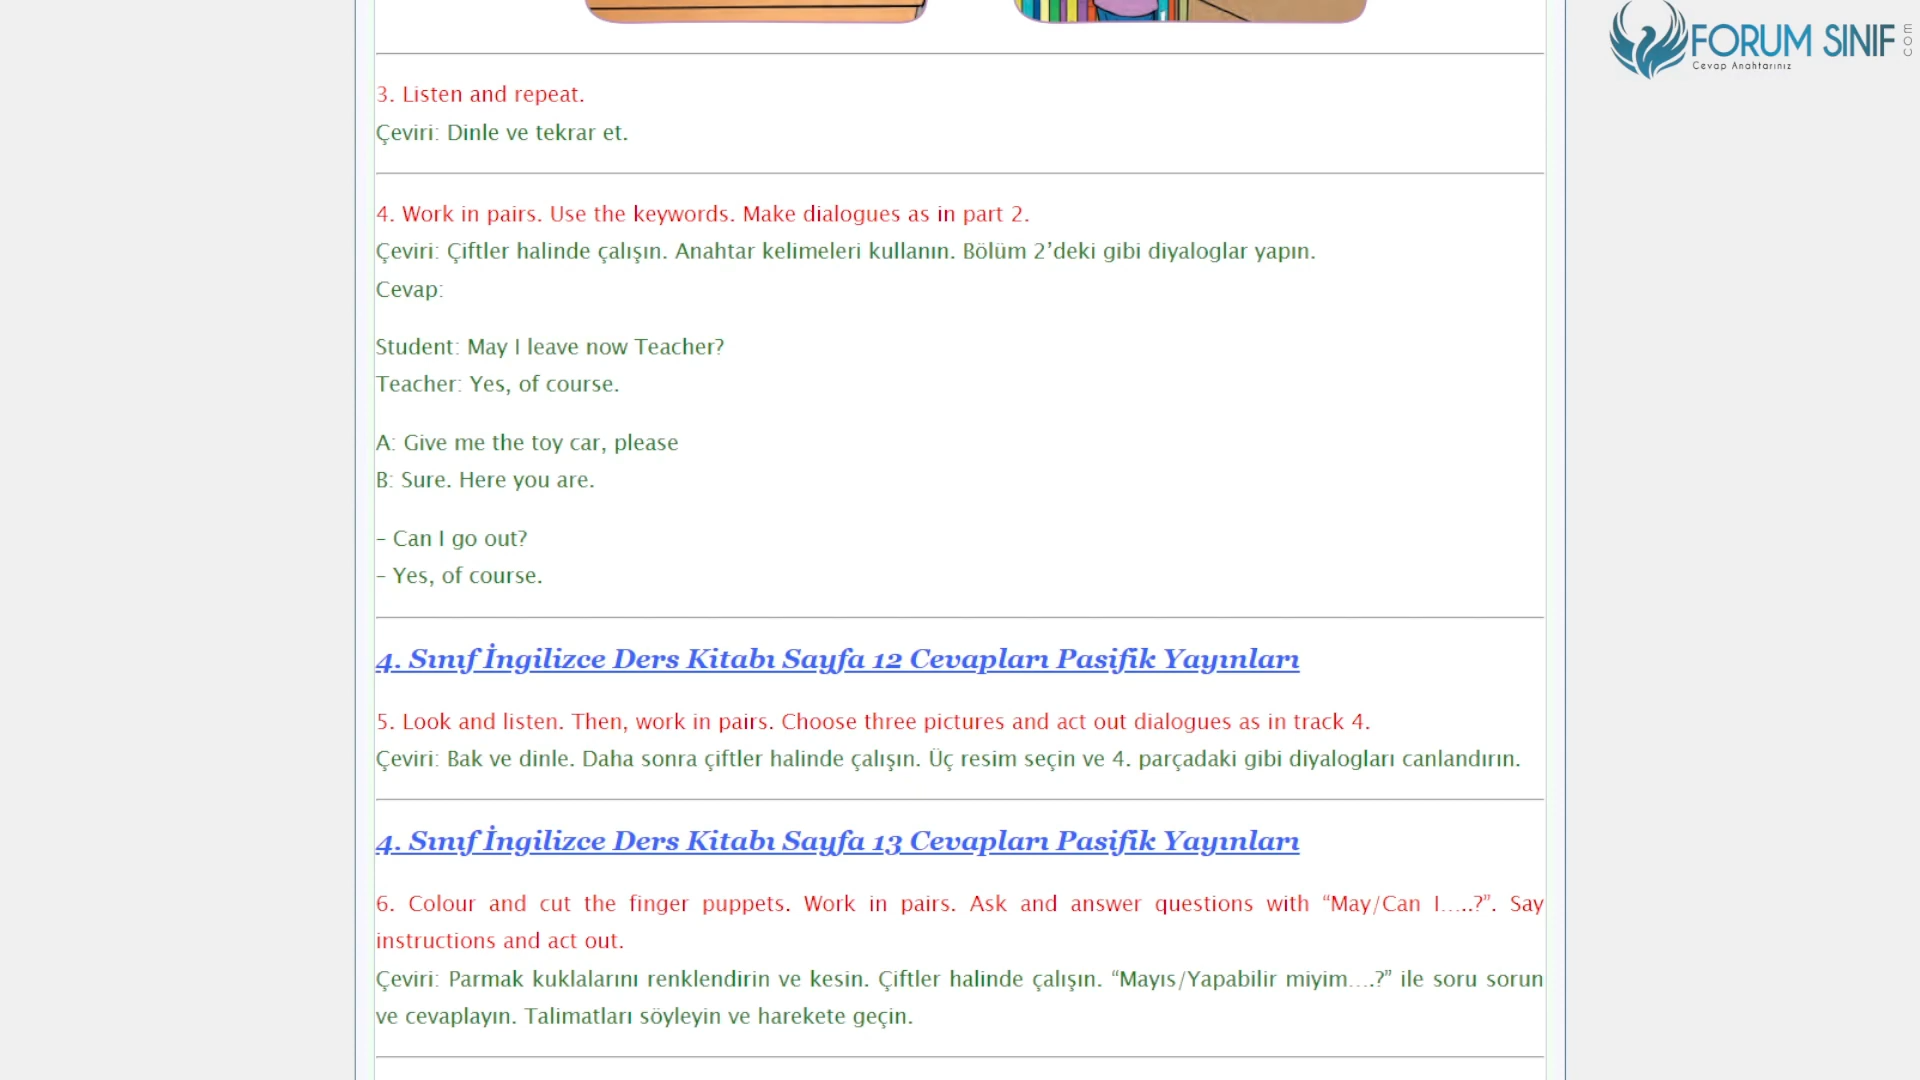 FORUM SINIF
com
Cevap Anahtarınız
3. Listen and repeat.
Çeviri: Dinle ve tekrar et.
4. Work in pairs. Use the keywords. Make dialogues as in part 2.
Çeviri: Çiftler halinde çalışın. Anahtar kelimeleri kullanın. Bölüm 2’deki gibi diyaloglar yapın.
Cevap:
Student: May I leave now Teacher?
Teacher: Yes, of course.
A: Give me the toy car, please
B: Sure. Here you are.
– Can I go out?
– Yes, of course.
4. Sınıf İngilizce Ders Kitabı Sayfa 12 Cevapları Pasifik Yayınları
5. Look and listen. Then, work in pairs. Choose three pictures and act out dialogues as in track 4.
Çeviri: Bak ve dinle. Daha sonra çiftler halinde çalışın. Üç resim seçin ve 4. parçadaki gibi diyalogları canlandırın.
4. Sınıf İngilizce Ders Kitabı Sayfa 13 Cevapları Pasifik Yayınları
6. Colour and cut the finger puppets. Work in pairs. Ask and answer questions with “May/Can I…..?”. Say
instructions and act out.
Çeviri: Parmak kuklalarını renklendirin ve kesin. Çiftler halinde çalışın. “Mayıs/Yapabilir miyim….?” ile soru sorun
ve cevaplayın. Talimatları söyleyin ve harekete geçin.